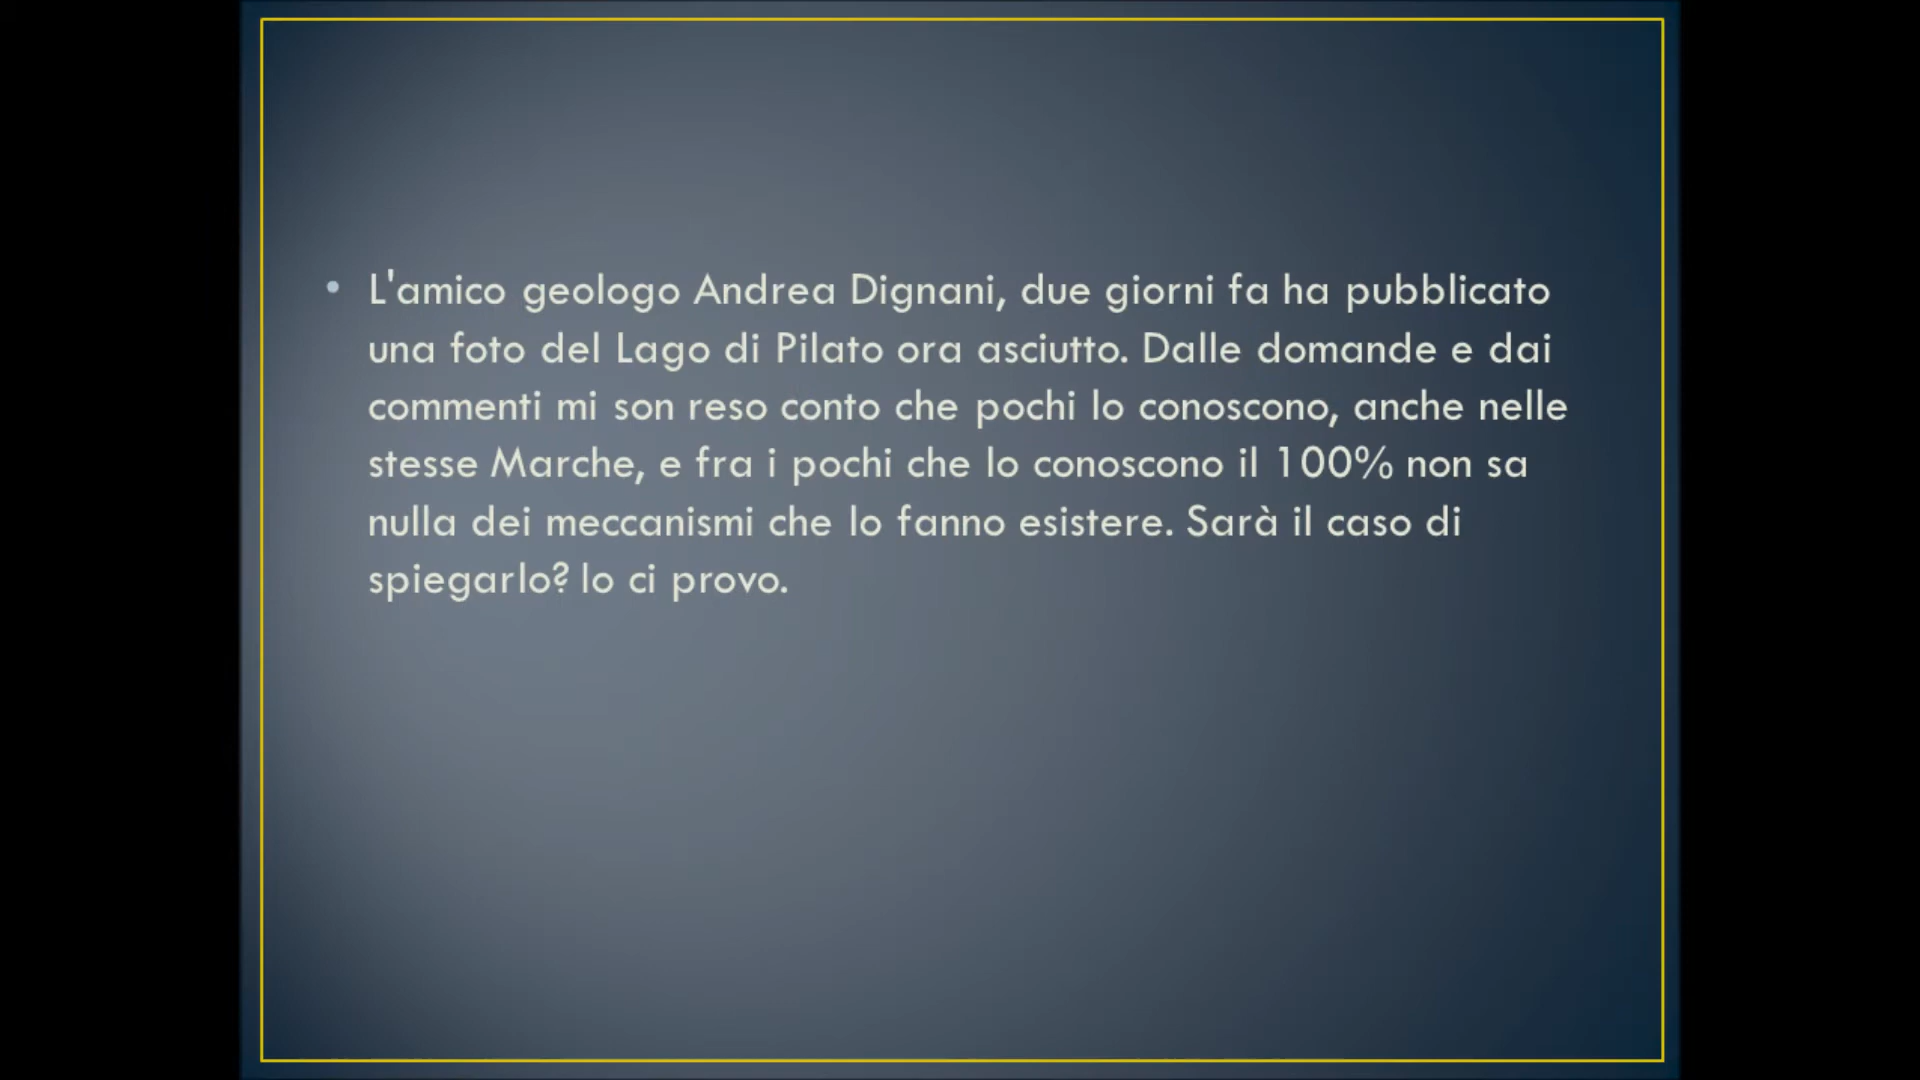 • L'amico geologo Andrea Dignani, due giorni fa ha pubblicato
una foto del Lago di Pilato ora asciutto. Dalle domande e dai
commenti mi son reso conto che pochi lo conoscono, anche nelle
stesse Marche, e fra i pochi che lo conoscono il 100% non sa
nulla dei meccanismi che lo fanno esistere. Sarà il caso di
spiegarlo? Io ci provo.